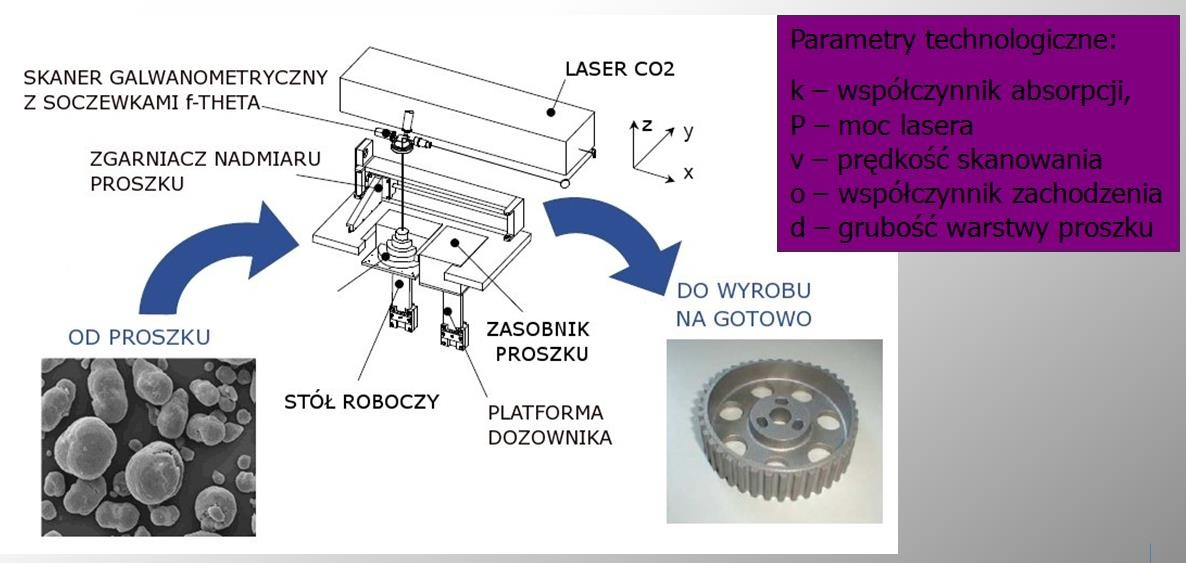 Parametry technologiczne:
k – współczynnik absorpcji,
P – moc lasera
v – prędkość skanowania
o – współczynnik zachodzenia
d – grubość warstwy proszku
SKANER GALWANOMETRYCZNY
Z SOCZEWKAMI f-THETA
LASER CO2
z
y
x
ZGARNIACZ NADMIARU
PROSZKU
OD PROSZKU
STÓŁ ROBOCZY
ZASOBNIK
PROSZKU
PLATFORMA
DOZOWNIKA
DO WYROBU
NA GOTOWO